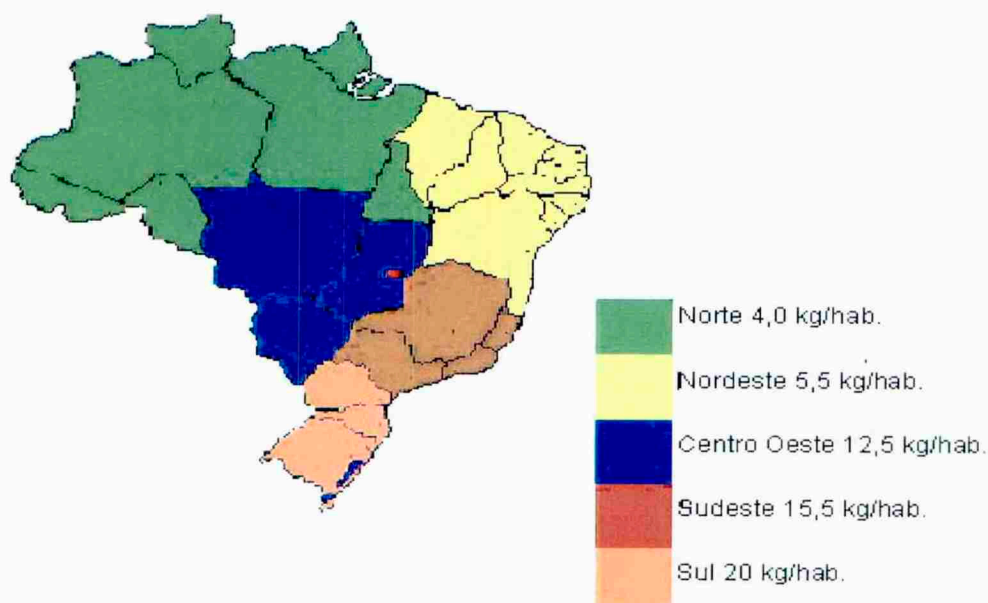 Norte 4,0 kg/hab.
Nordeste 5,5 kg/hab.
Centro Oeste 12,5 kg/hab.
Sudeste 15,5 kg/hab.
Sul 20 kg/hab.